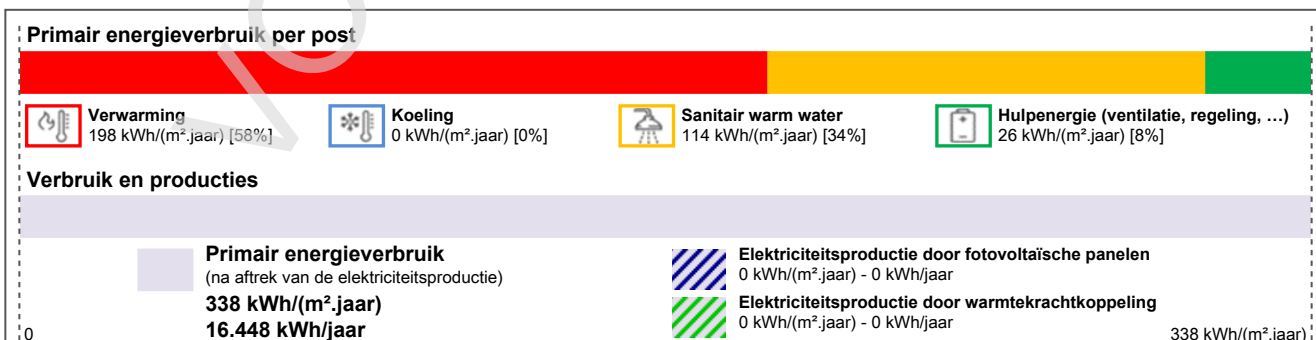 Primair energieverbruik per post
Verwarming
198 kWh/(m².jaar) [58%]
Koeling
0 kWh/(m².jaar) [0%]
Sanitair warm water
114 kWh/(m².jaar) [34%]
Hulpenergie (ventilatie, regeling, …)
26 kWh/(m².jaar) [8%]
Verbruik en producties
Primair energieverbruik
(na aftrek van de elektriciteitsproductie)
338 kWh/(m².jaar)
16.448 kWh/jaar
Elektriciteitsproductie door fotovoltaïsche panelen
0 kWh/(m².jaar) - 0 kWh/jaar
Elektriciteitsproductie door warmtekrachtkoppeling
0 kWh/(m².jaar) - 0 kWh/jaar
0
338 kWh/(m².jaar)